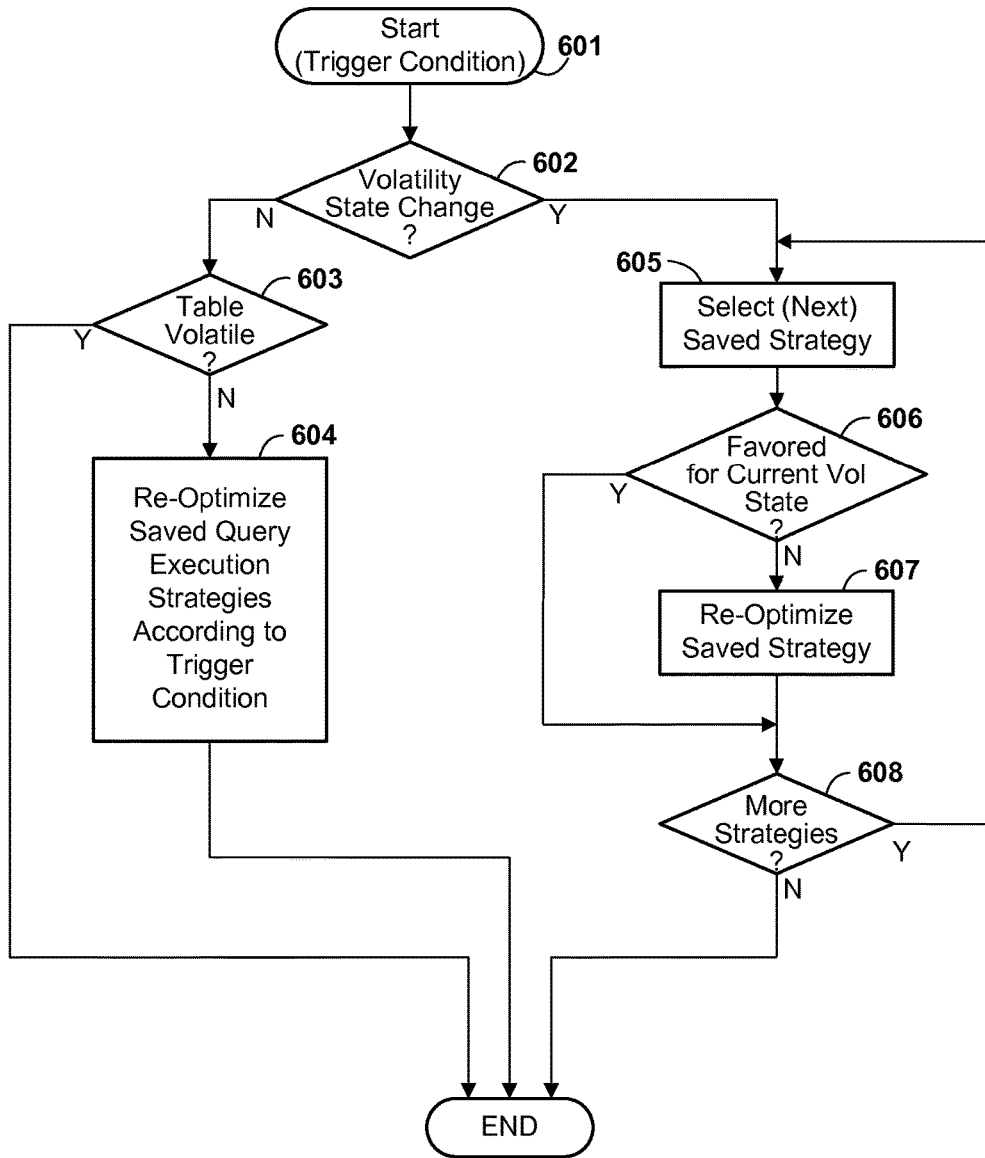 Start
(Trigger Condition)
601
602
Volatility
State Change
?
N
Y
603
Table
Volatile
?
Y
N
605
Select (Next)
Saved Strategy
604
Re-Optimize
Saved Query
Execution
Strategies
According to
Trigger
Condition
606
Favored
for Current Vol
State
?
Y
N
607
Re-Optimize
Saved Strategy
608
More
Strategies
?
Y
N
END